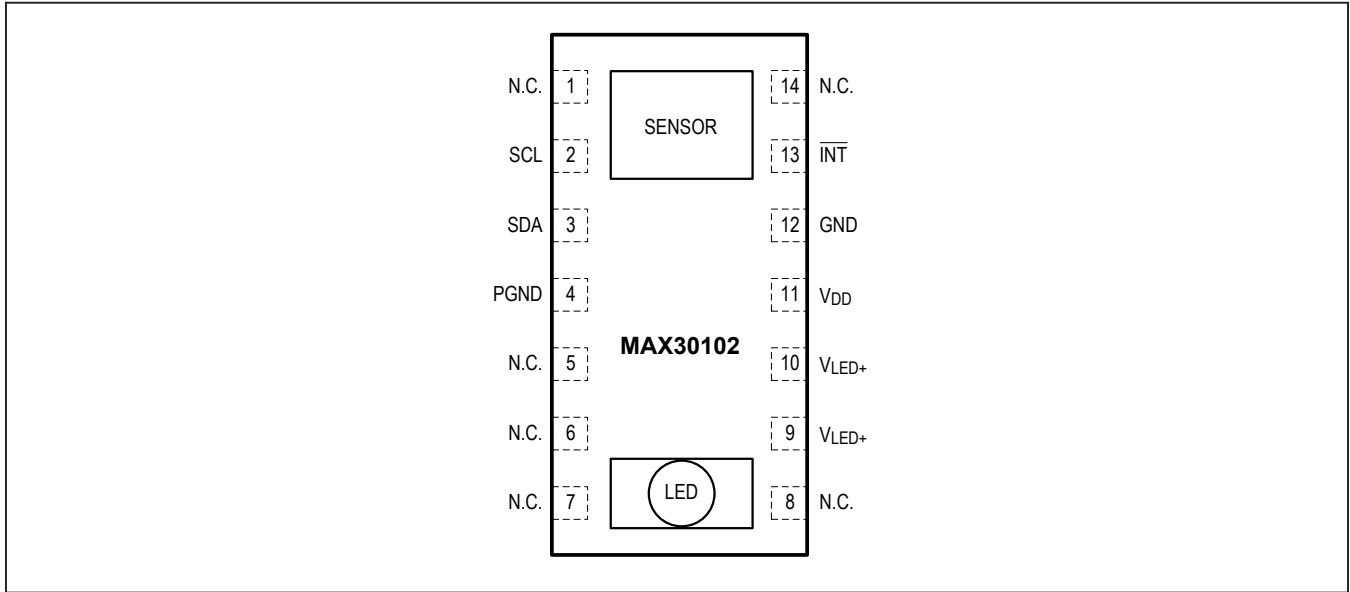 N.C. 1 14 N.C.
SENSOR
SCL 2 13 I̅N̅T̅
SDA 3 12 GND
PGND 4 11 VDD
MAX30102
N.C. 5 10 VLED+
N.C. 6 9 VLED+
LED
N.C. 7 8 N.C.